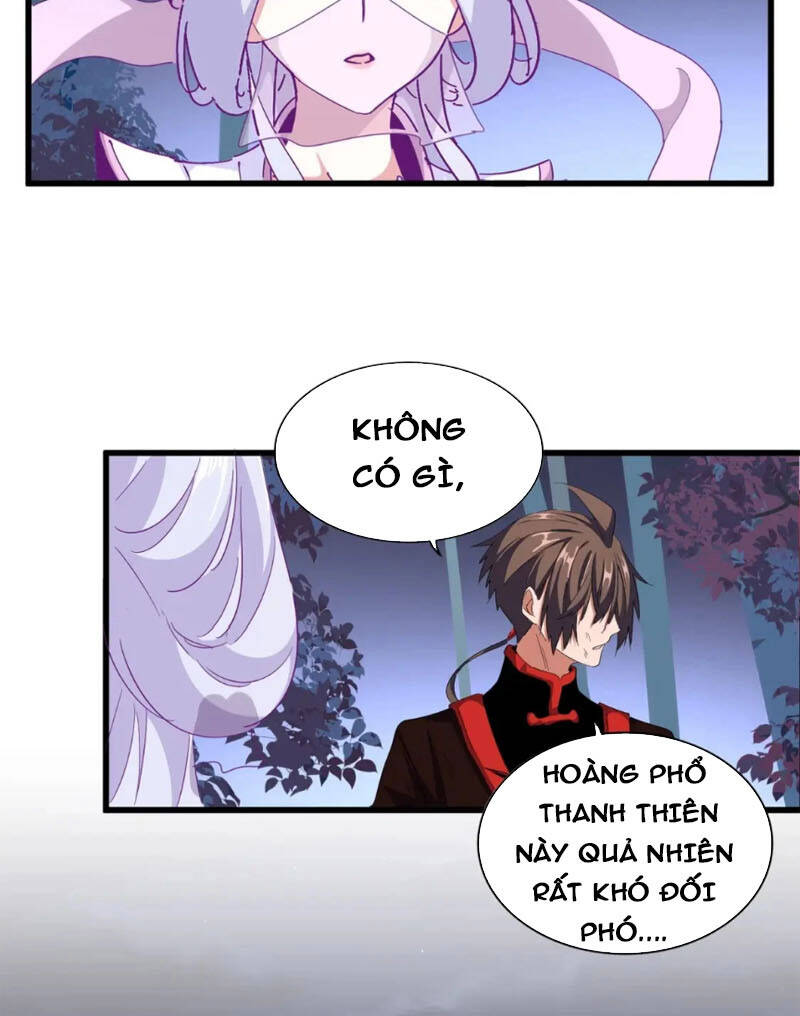 KHÔNG
CÓ GÌ,
HOÀNG PHỔ
THANH THIÊN
NÀY QUẢ NHIÊN
RẤT KHÓ ĐỐI
PHÓ....